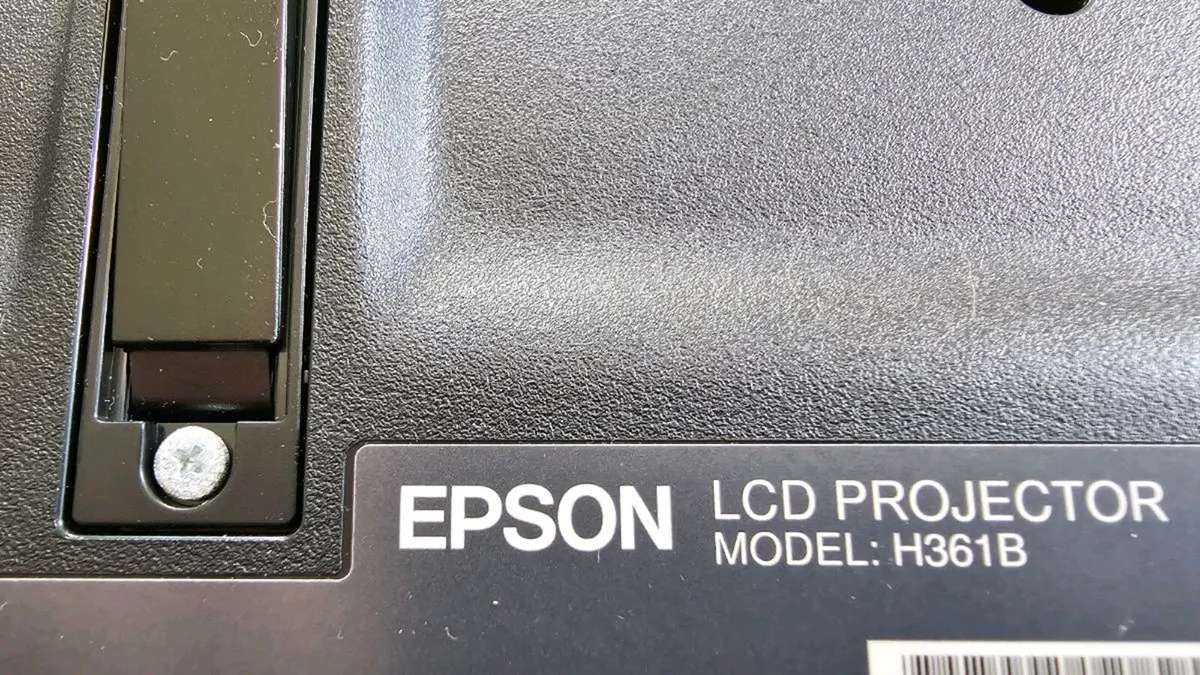 EPSON LCD PROJECTOR
MODEL: H361B